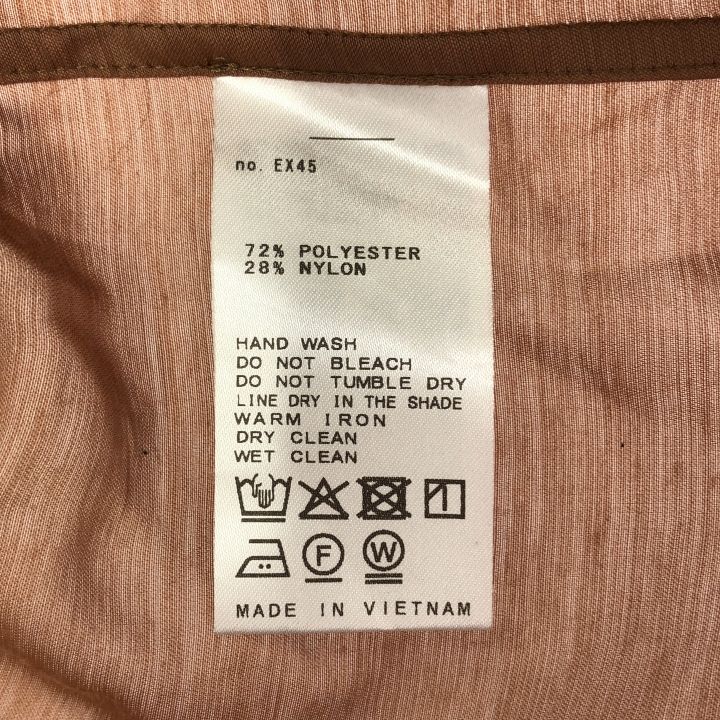 no. EX45
72% POLYESTER
28% NYLON
HAND WASH
DO NOT BLEACH
DO NOT TUMBLE DRY
LINE DRY IN THE SHADE
WARM IRON
DRY CLEAN
WET CLEAN
F W
MADE IN VIETNAM